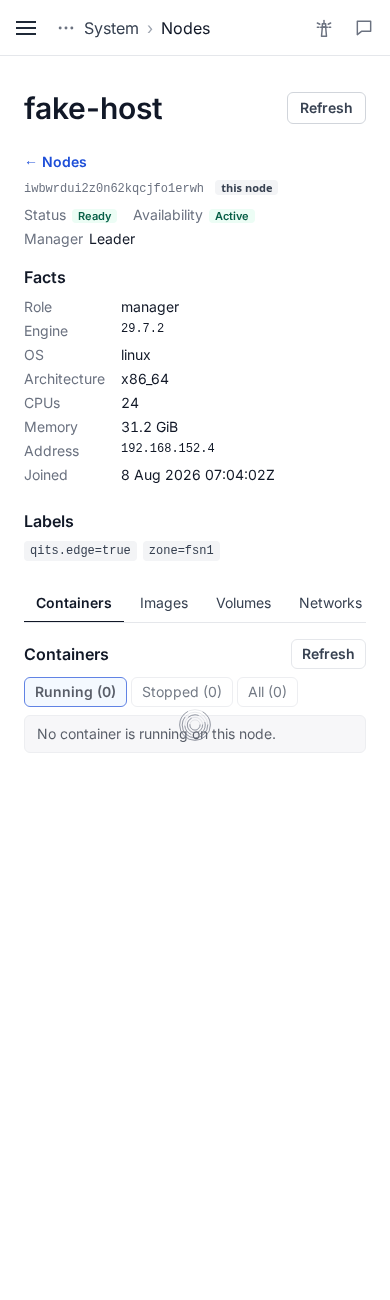 System › Nodes
fake-host
Refresh
← Nodes
iwbwrdui2z0n62kqcjfo1erwh this node
Status Ready Availability Active
Manager Leader
Facts
Role manager
Engine 29.7.2
OS linux
Architecture x86_64
CPUs 24
Memory 31.2 GiB
Address 192.168.152.4
Joined 8 Aug 2026 07:04:02Z
Labels
qits.edge=true zone=fsn1
Containers Images Volumes Networks
Containers Refresh
Running (0) Stopped (0) All (0)
No container is running on this node.